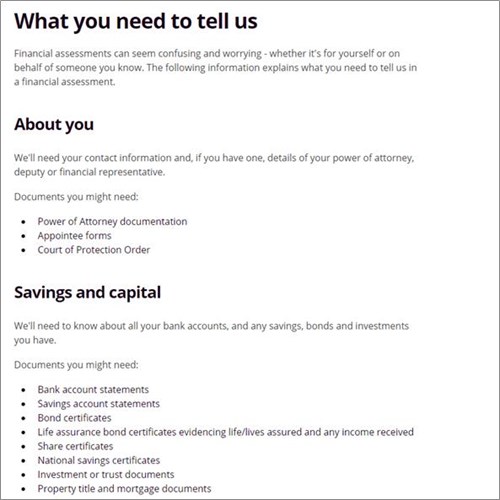 What you need to tell us
Financial assessments can seem confusing and worrying - whether it's for yourself or on
behalf of someone you know. The following information explains what you need to tell us in
a financial assessment.
About you
We'll need your contact information and, if you have one, details of your power of attorney,
deputy or financial representative.
Documents you might need:
• Power of Attorney documentation
• Appointee forms
• Court of Protection Order
Savings and capital
We'll need to know about all your bank accounts, and any savings, bonds and investments
you have.
Documents you might need:
• Bank account statements
• Savings account statements
• Bond certificates
• Life assurance bond certificates evidencing life/lives assured and any income received
• Share certificates
• National savings certificates
• Investment or trust documents
• Property title and mortgage documents